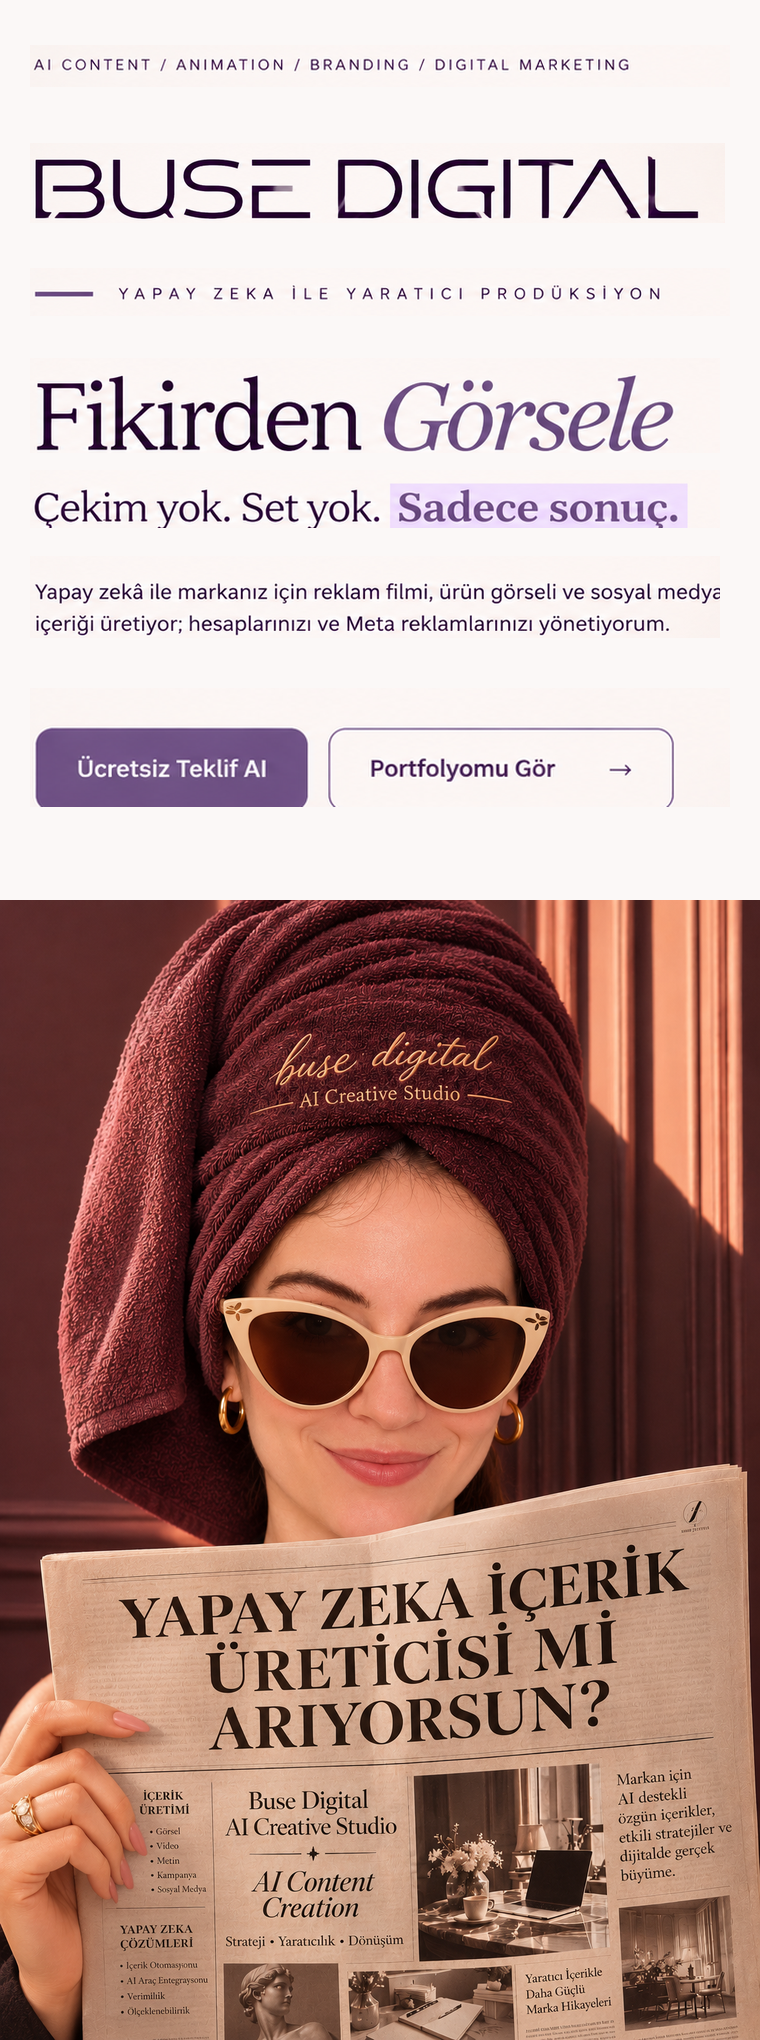 AI CONTENT / ANIMATION / BRANDING / DIGITAL MARKETING
BUSE DIGITAL
YAPAY ZEKA İLE YARATICI PRODÜKSİYON
Fikirden Görsele
Çekim yok. Set yok. Sadece sonuç.
Yapay zekâ ile markanız için reklam filmi, ürün görseli ve sosyal medya
içeriği üretiyor; hesaplarınızı ve Meta reklamlarınızı yönetiyorum.
Ücretsiz Teklif Al
Portfolyomu Gör →
buse digital
AI Creative Studio
YAPAY ZEKA İÇERİK
ÜRETİCİSİ Mİ
ARIYORSUN?
İÇERİK
ÜRETİMİ
• Görsel
• Video
• Metin
• Kampanya
• Sosyal Medya
YAPAY ZEKA
ÇÖZÜMLERİ
• İçerik Otomasyonu
• AI Araç Entegrasyonu
• Verimlilik
• Ölçeklenebilirik
Buse Digital
AI Creative Studio
AI Content
Creation
Strateji • Yaratıcılık • Dönüşüm
Markan için
AI destekli
özgün içerikler,
etkili stratejiler ve
dijitalde gerçek
büyüme.
Yaratıcı İçerikle
Daha Güçlü
Marka Hikayeleri